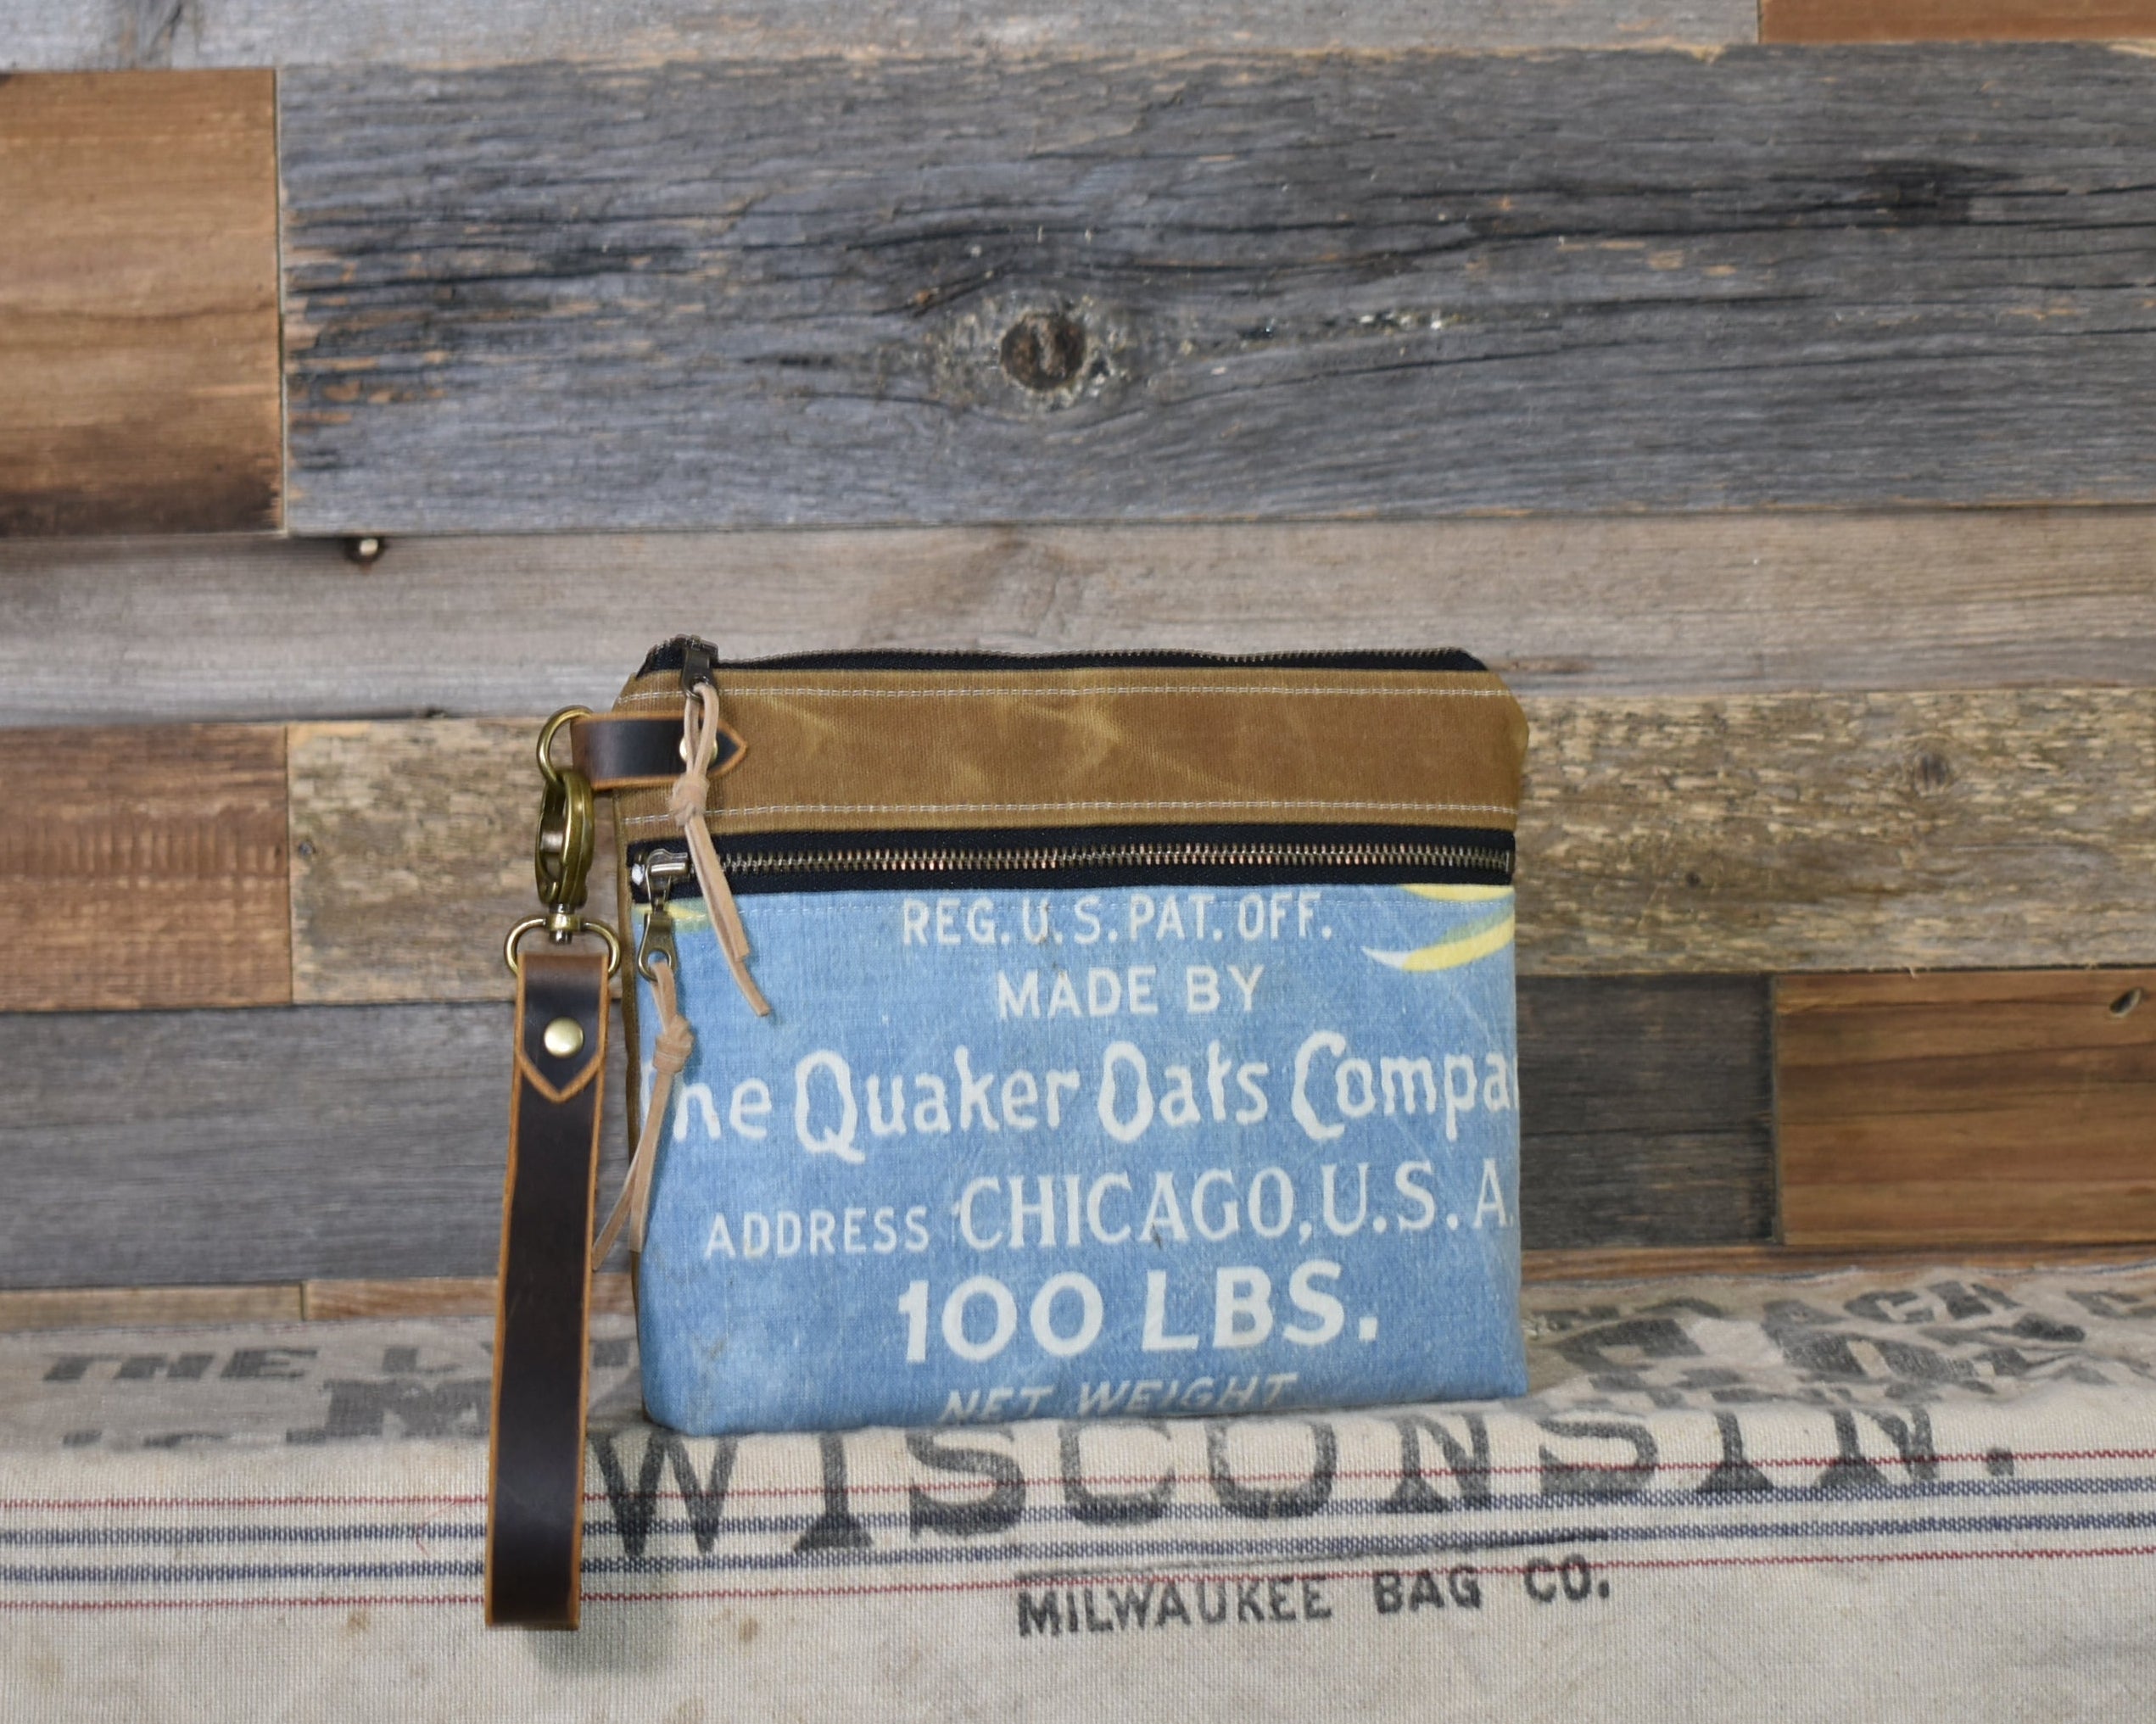 REG. U. S. PAT. OFF.
MADE BY
he Quaker Oats Compa
ADDRESS CHICAGO, U. S. A.
100 LBS.
NET WEIGHT
THE
WISCONSIN.
MILWAUKEE BAG CO.